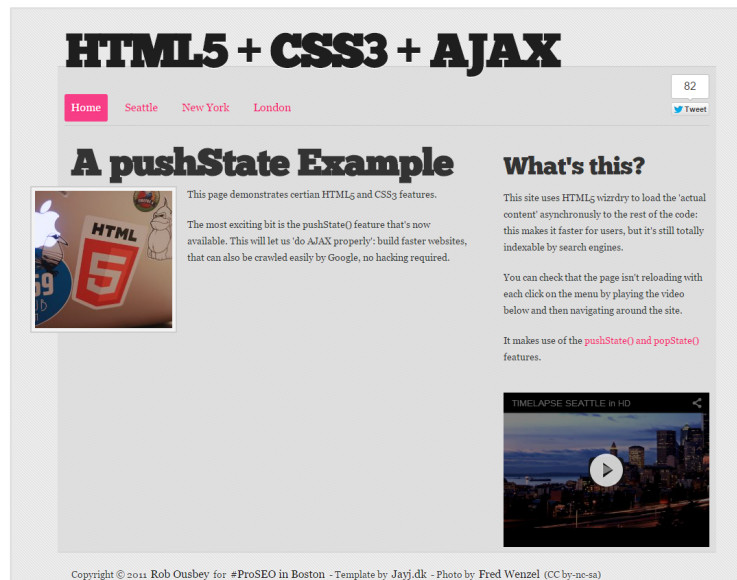 HTML5 + CSS3 + AJAX
82
Tweet
Home Seattle New York London
A pushState Example
This page demonstrates certian HTML5 and CSS3 features.
The most exciting bit is the pushState() feature that's now
available. This will let us 'do AJAX properly': build faster websites,
that can also be crawled easily by Google, no hacking required.
HTML
5
69
What's this?
This site uses HTML5 wizrdry to load the 'actual
content' asynchronusly to the rest of the code:
this makes it faster for users, but it's still totally
indexable by search engines.
You can check that the page isn't reloading with
each click on the menu by playing the video
below and then navigating around the site.
It makes use of the pushState() and popState()
features.
TIMELAPSE SEATTLE in HD
Copyright © 2011 Rob Ousbey for #ProSEO in Boston - Template by Jayj.dk - Photo by Fred Wenzel (CC by-nc-sa)